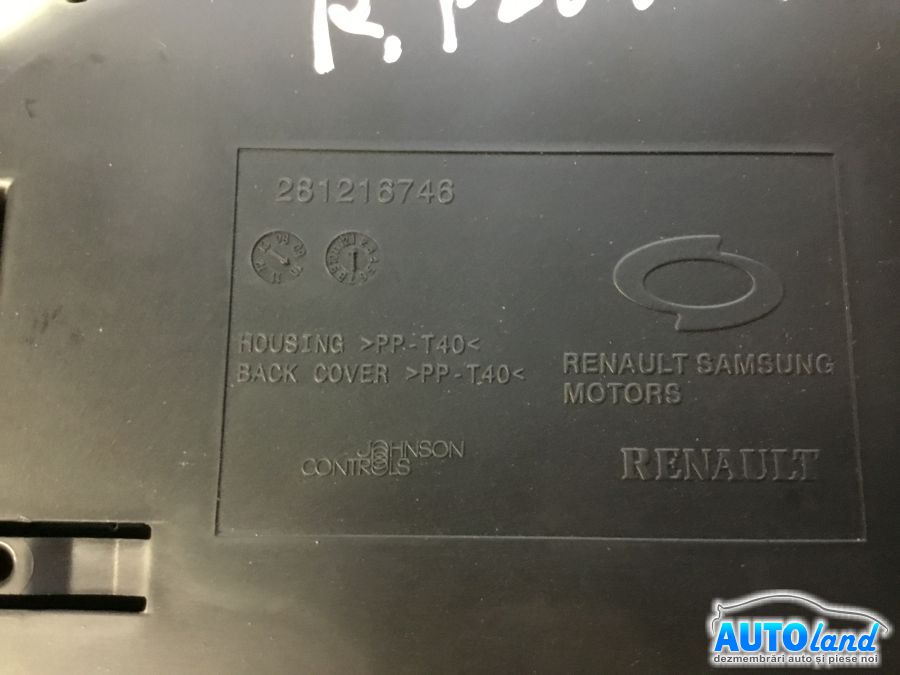 281218748
HOUSING >PP-T40<
BACK COVER >PP-T40<
RENAULT SAMSUNG
MOTORS
JOHNSON
CONTROLS
RENAULT
AUTOland
dezmembrări auto și piese noi